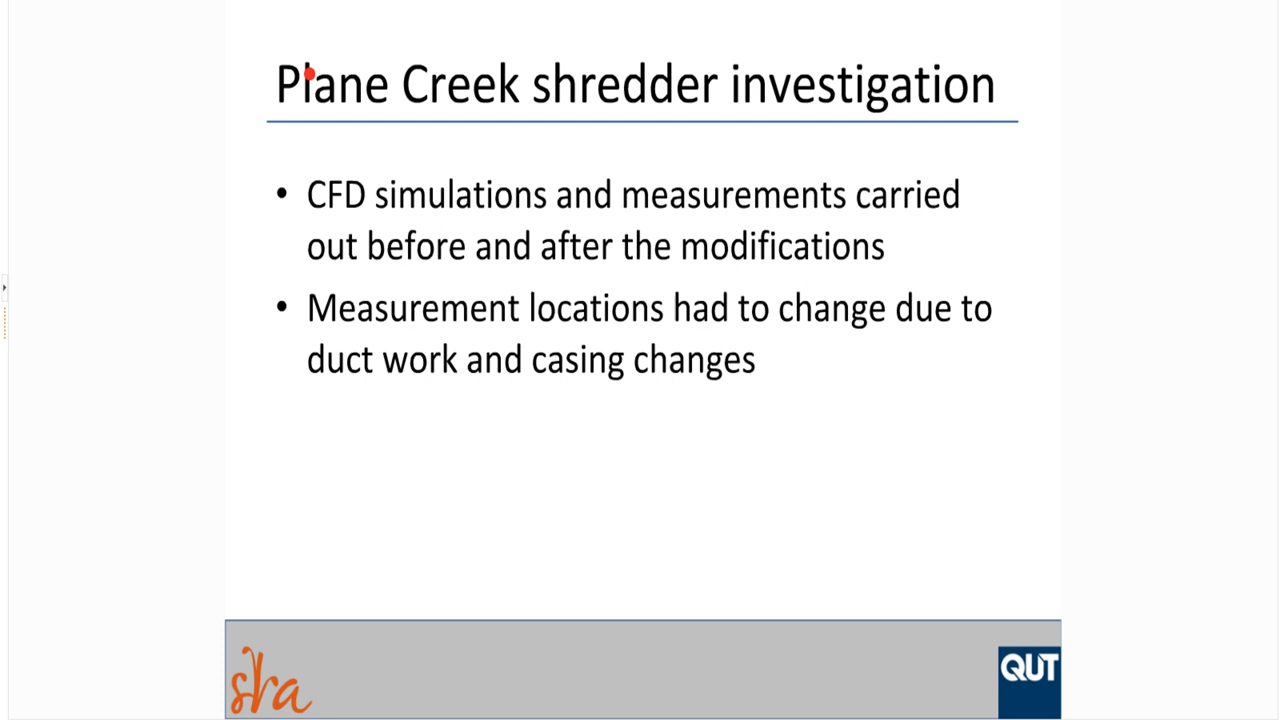 Plane Creek shredder investigation
• CFD simulations and measurements carried
out before and after the modifications
• Measurement locations had to change due to
duct work and casing changes
sra
QUT